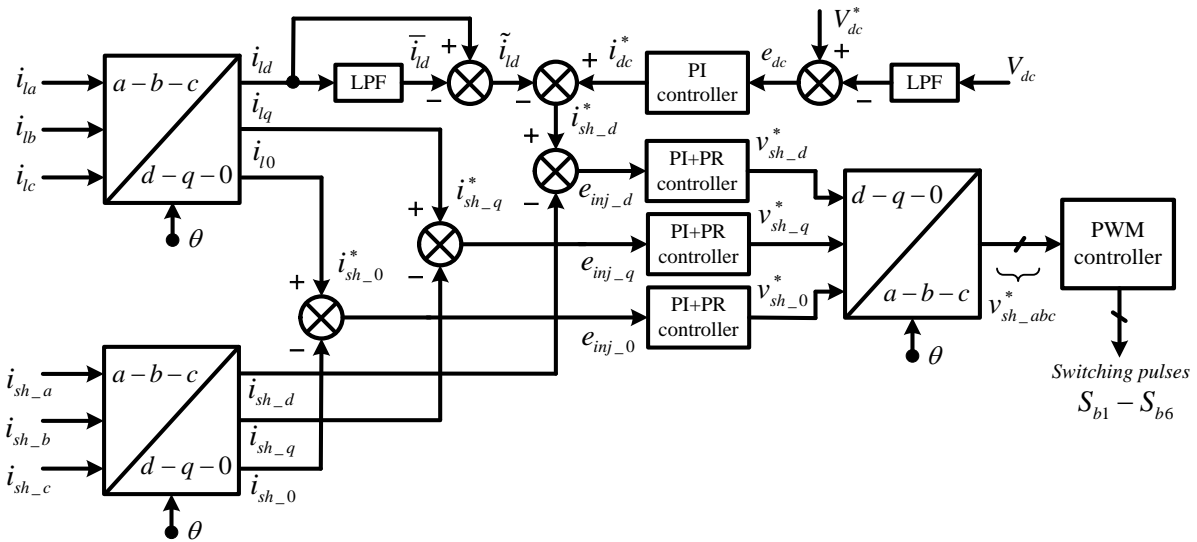 V*dc
i_la
i_lb
i_lc
a−b−c
d−q−0
θ
i_ld
i_lq
i_l0
LPF
i̅_ld
+
−
ĩ_ld
+
−
i*_dc
PI
controller
e_dc
+
−
LPF
V_dc
i*_sh_d
+
−
e_inj_d
PI+PR
controller
v*_sh_d
i*_sh_q
+
−
e_inj_q
PI+PR
controller
v*_sh_q
i*_sh_0
+
−
e_inj_0
PI+PR
controller
v*_sh_0
d−q−0
a−b−c
θ
v*_sh_abc
PWM
controller
Switching pulses
S_b1 − S_b6
i_sh_a
i_sh_b
i_sh_c
a−b−c
d−q−0
θ
i_sh_d
i_sh_q
i_sh_0